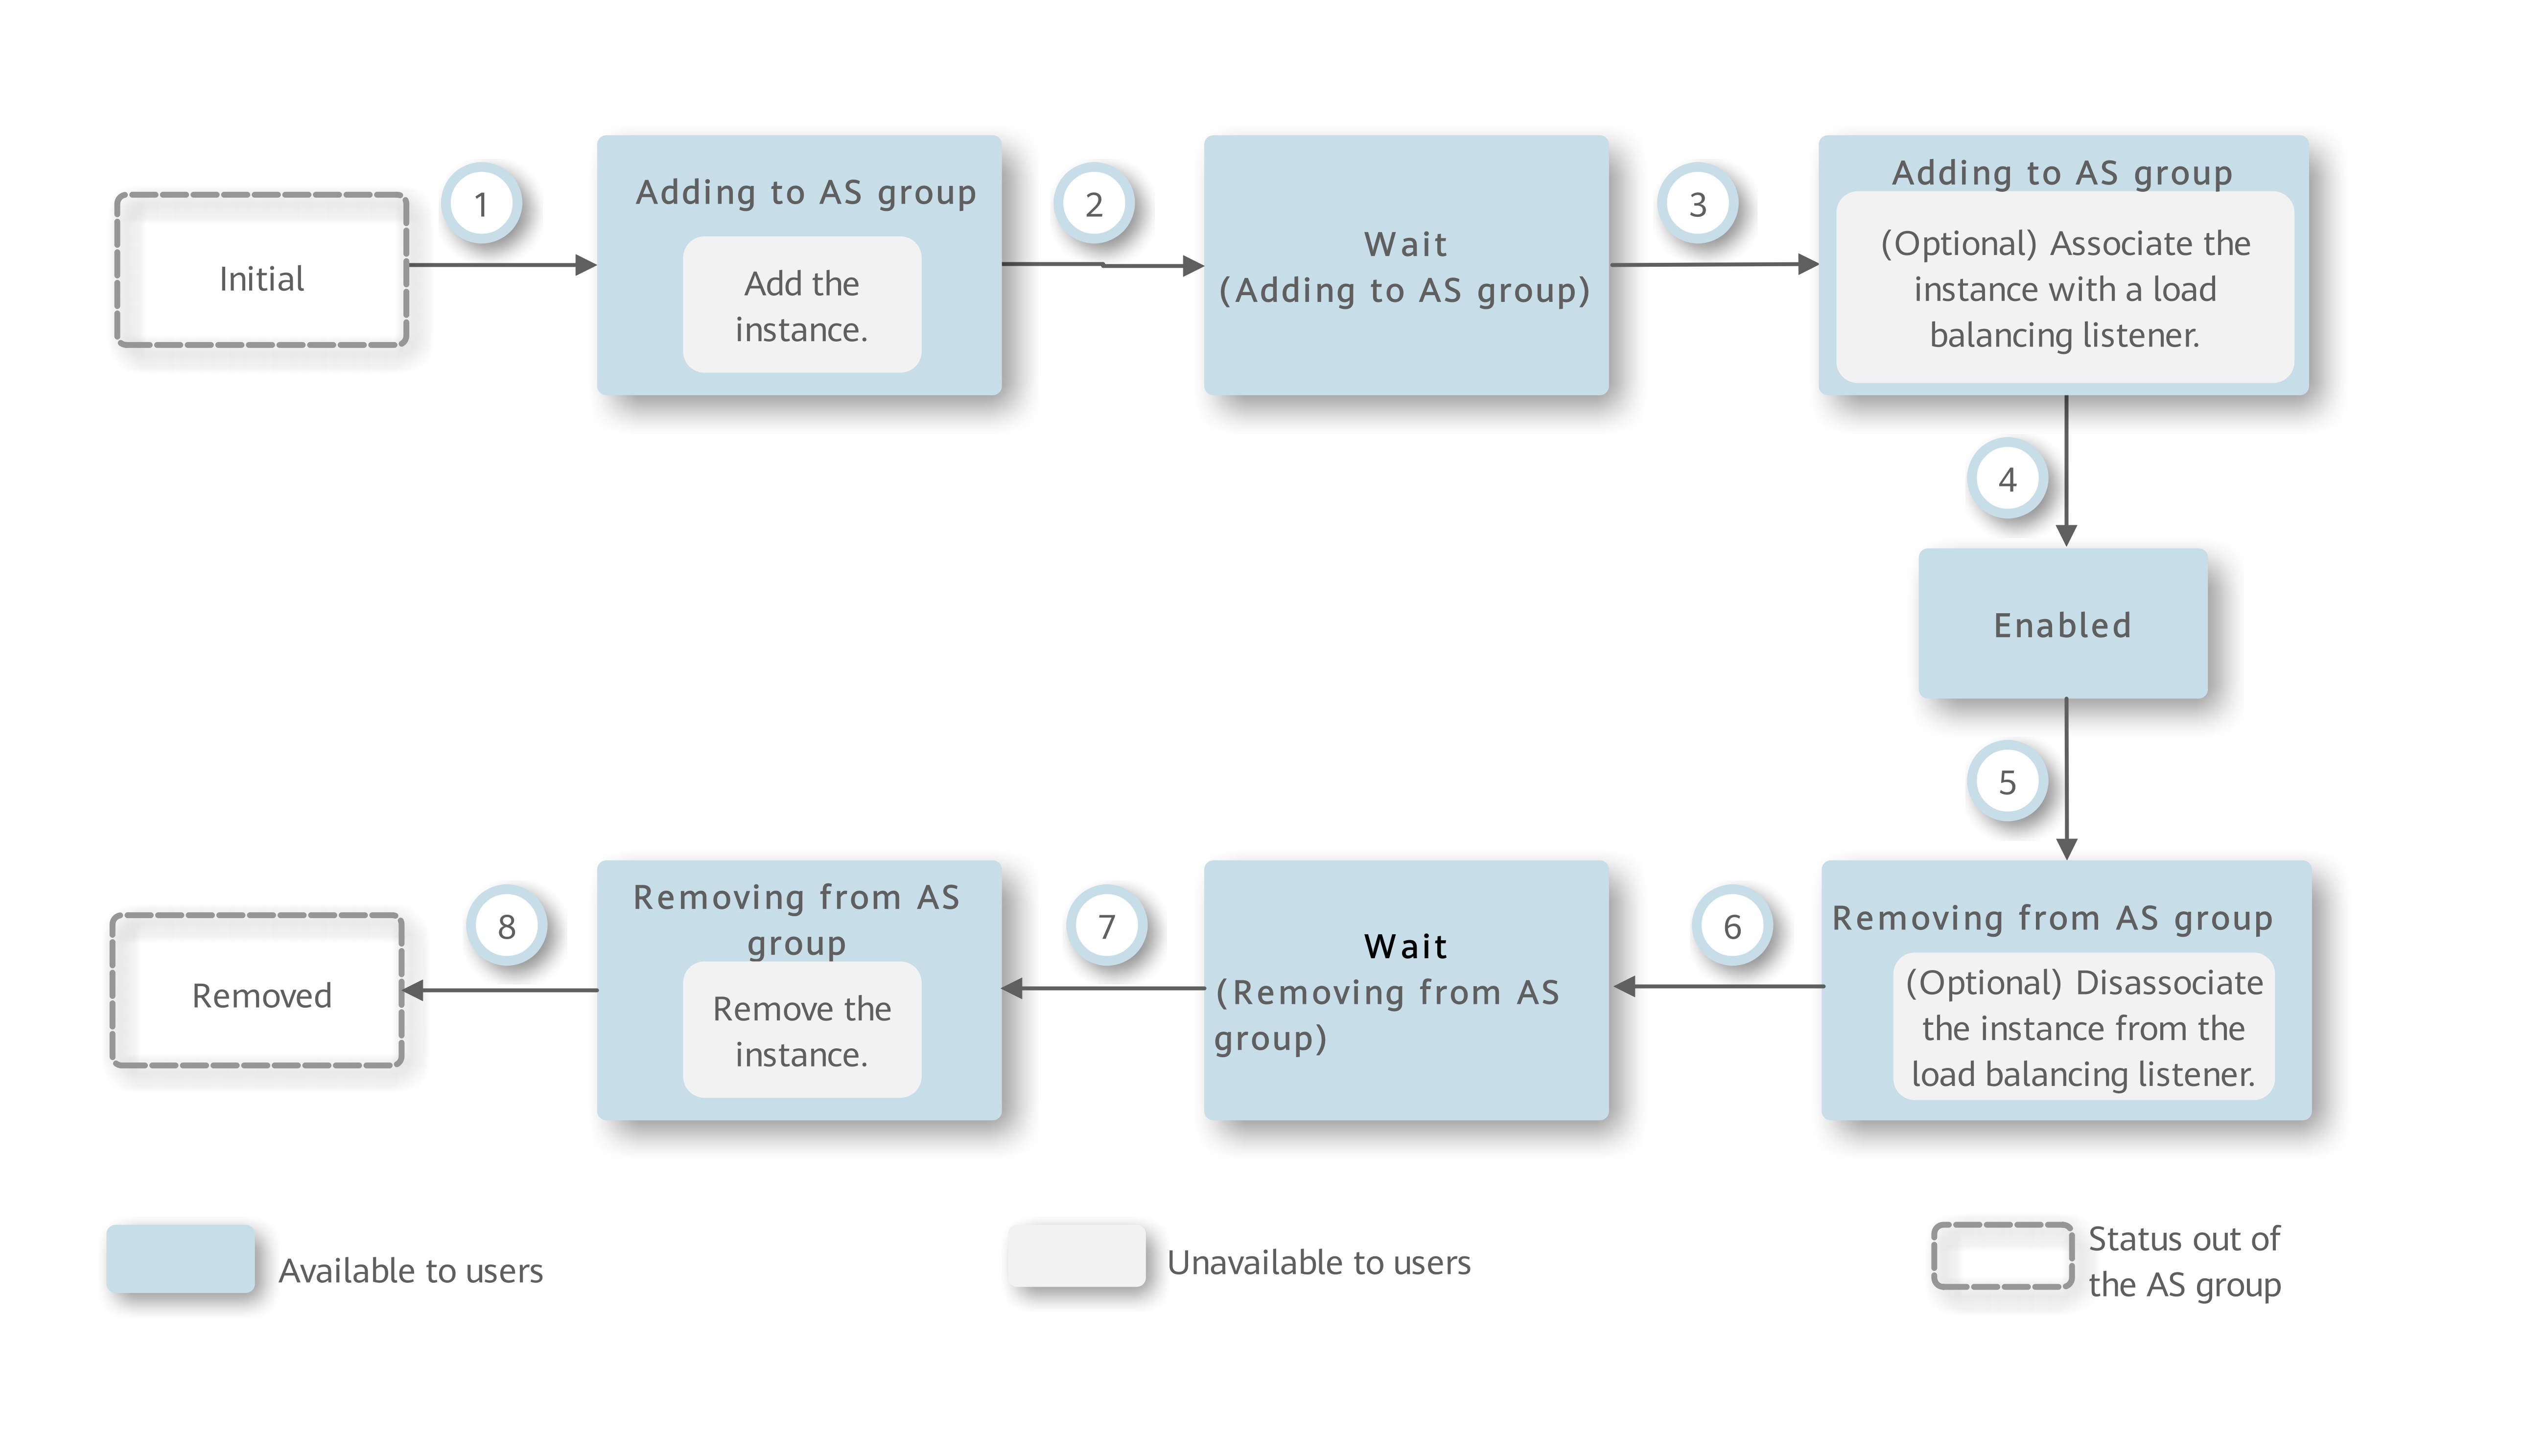 Initial
1
Adding to AS group
Add the
instance.
2
Wait
(Adding to AS group)
3
Adding to AS group
(Optional) Associate the
instance with a load
balancing listener.
4
Enabled
5
Removing from AS group
(Optional) Disassociate
the instance from the
load balancing listener.
6
Wait
(Removing from AS
group)
7
Removing from AS
group
Remove the
instance.
8
Removed
Available to users
Unavailable to users
Status out of
the AS group